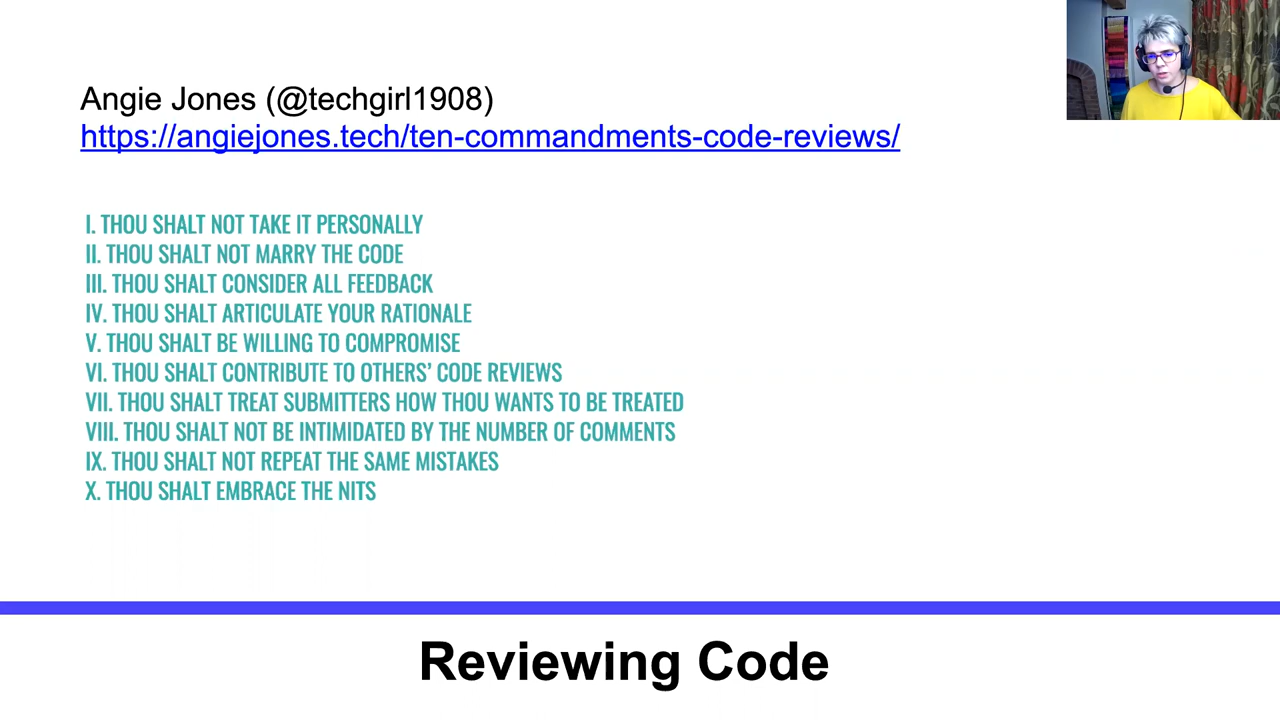 Angie Jones (@techgirl1908)
https://angiejones.tech/ten-commandments-code-reviews/
I. THOU SHALT NOT TAKE IT PERSONALLY
II. THOU SHALT NOT MARRY THE CODE
III. THOU SHALT CONSIDER ALL FEEDBACK
IV. THOU SHALT ARTICULATE YOUR RATIONALE
V. THOU SHALT BE WILLING TO COMPROMISE
VI. THOU SHALT CONTRIBUTE TO OTHERS’ CODE REVIEWS
VII. THOU SHALT TREAT SUBMITTERS HOW THOU WANTS TO BE TREATED
VIII. THOU SHALT NOT BE INTIMIDATED BY THE NUMBER OF COMMENTS
IX. THOU SHALT NOT REPEAT THE SAME MISTAKES
X. THOU SHALT EMBRACE THE NITS
Reviewing Code